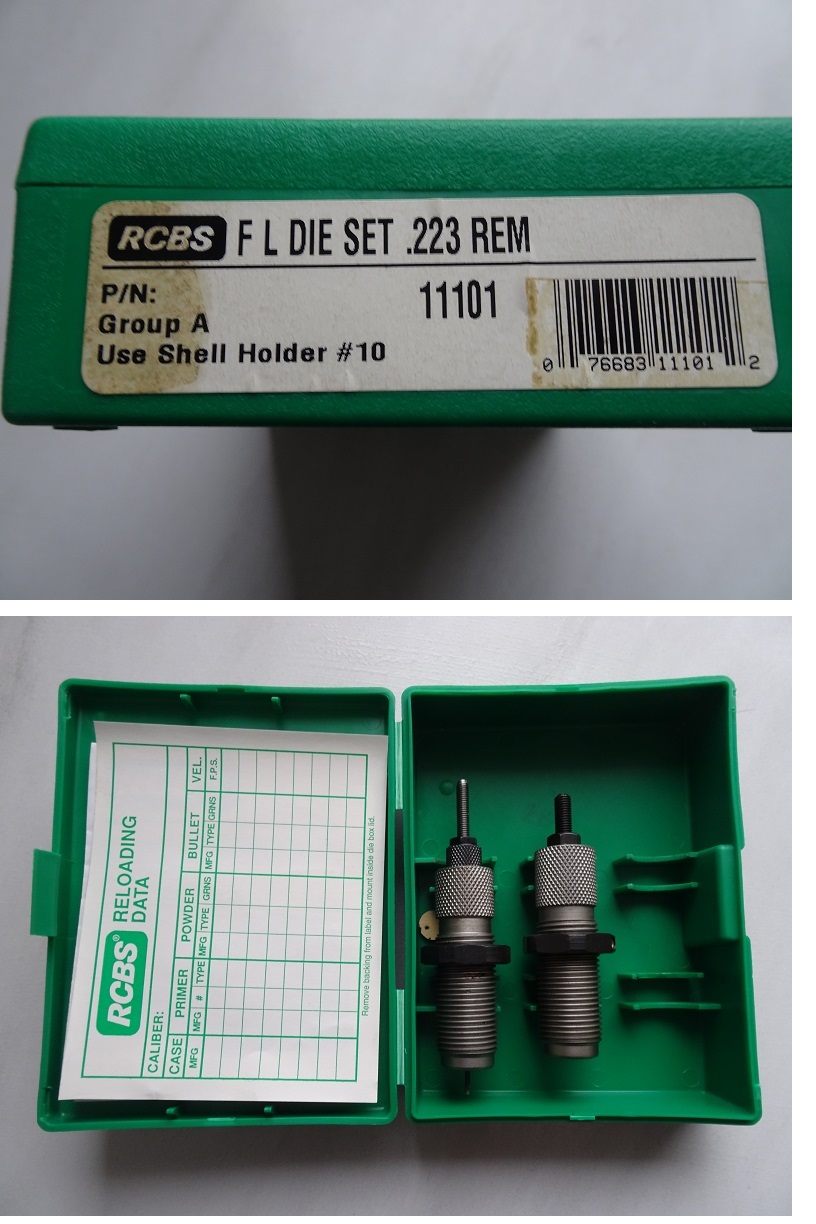 RCBS F L DIE SET .223 REM
P/N: 11101
Group A
Use Shell Holder #10
0 76683 11101 2
RCBS® RELOADING DATA
CALIBER:
CASE PRIMER POWDER BULLET VEL.
MFG MFG # TYPE MFG TYPE GRNS MFG TYPE GRNS F.P.S.
Remove backing from label and mount inside die box lid.